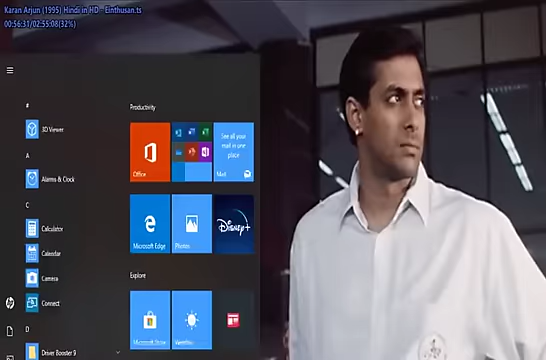 Karan Arjun (1995) Hindi in HD - Einthusan.ts
00:56:31/02:55:08(32%)
Productivity
#
3D Viewer
A
Alarms & Clock
C
Calculator
Calendar
Camera
Connect
D
Driver Booster 9
Office
See all your
mail in one
place
Mail
Microsoft Edge
Photos
Disney+
Explore
Microsoft Store
Weather
hp